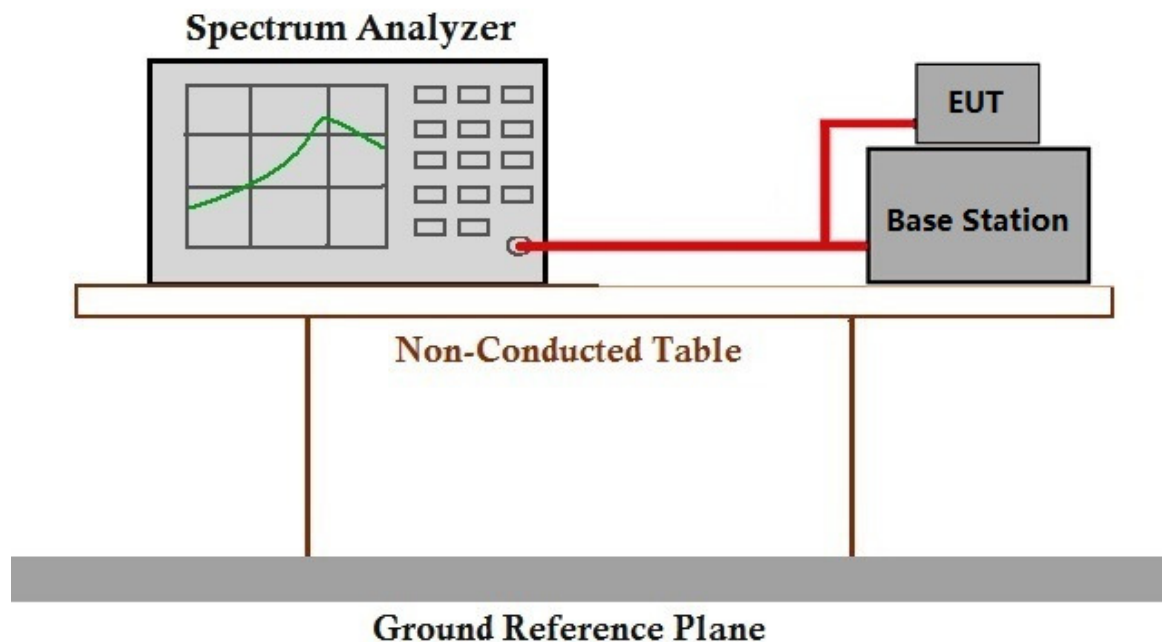 Spectrum Analyzer
EUT
Base Station
Non-Conducted Table
Ground Reference Plane